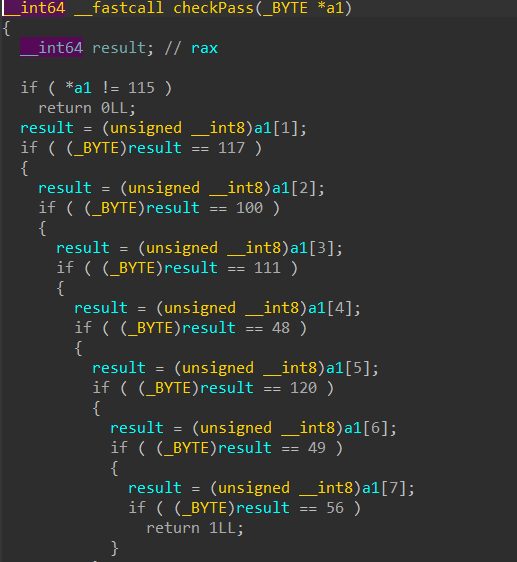 __int64 __fastcall checkPass(_BYTE *a1)
{
  __int64 result; // rax

  if ( *a1 != 115 )
    return 0LL;
  result = (unsigned __int8)a1[1];
  if ( (_BYTE)result == 117 )
  {
    result = (unsigned __int8)a1[2];
    if ( (_BYTE)result == 100 )
    {
      result = (unsigned __int8)a1[3];
      if ( (_BYTE)result == 111 )
      {
        result = (unsigned __int8)a1[4];
        if ( (_BYTE)result == 48 )
        {
          result = (unsigned __int8)a1[5];
          if ( (_BYTE)result == 120 )
          {
            result = (unsigned __int8)a1[6];
            if ( (_BYTE)result == 49 )
            {
              result = (unsigned __int8)a1[7];
              if ( (_BYTE)result == 56 )
                return 1LL;
            }
          }